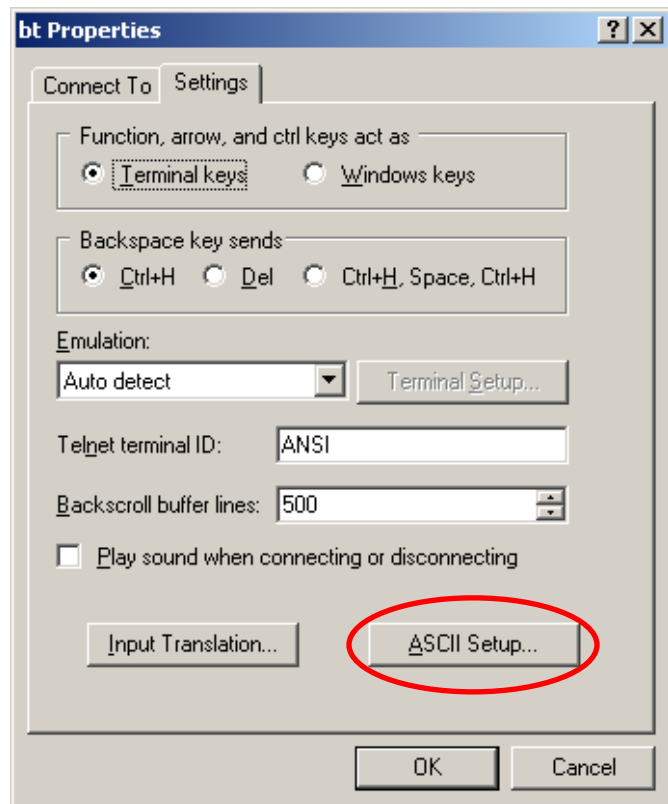 bt Properties
Connect To Settings
Function, arrow, and ctrl keys act as
Terminal keys Windows keys
Backspace key sends
Ctrl+H Del Ctrl+H, Space, Ctrl+H
Emulation:
Auto detect Terminal Setup...
Telnet terminal ID: ANSI
Backscroll buffer lines: 500
Play sound when connecting or disconnecting
Input Translation... ASCII Setup...
OK Cancel